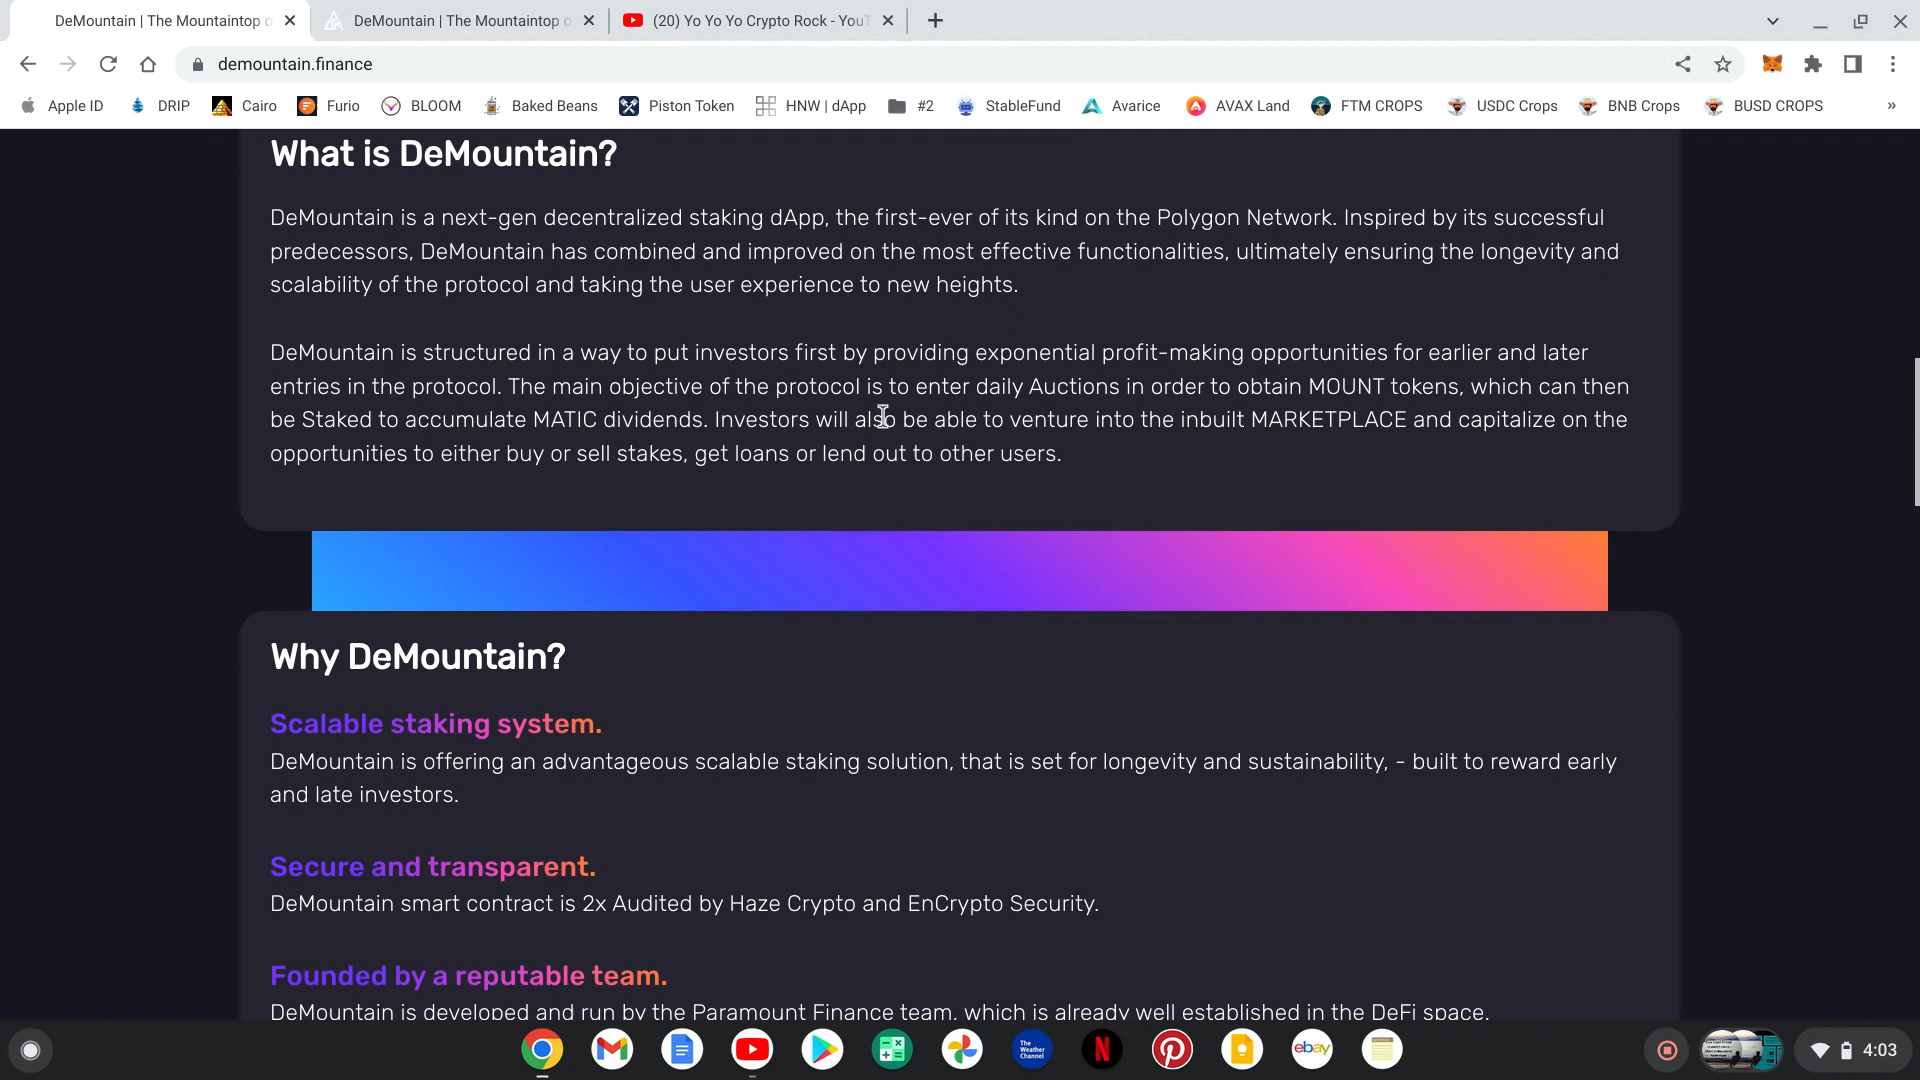 DeMountain | The Mountaintop o
DeMountain | The Mountaintop o
(20) Yo Yo Yo Crypto Rock - YouT
demountain.finance
Apple ID
DRIP
Cairo
Furio
BLOOM
Baked Beans
Piston Token
HNW | dApp
#2
StableFund
Avarice
AVAX Land
FTM CROPS
USDC Crops
BNB Crops
BUSD CROPS
»
What is DeMountain?
DeMountain is a next-gen decentralized staking dApp, the first-ever of its kind on the Polygon Network. Inspired by its successful
predecessors, DeMountain has combined and improved on the most effective functionalities, ultimately ensuring the longevity and
scalability of the protocol and taking the user experience to new heights.
DeMountain is structured in a way to put investors first by providing exponential profit-making opportunities for earlier and later
entries in the protocol. The main objective of the protocol is to enter daily Auctions in order to obtain MOUNT tokens, which can then
be Staked to accumulate MATIC dividends. Investors will also be able to venture into the inbuilt MARKETPLACE and capitalize on the
opportunities to either buy or sell stakes, get loans or lend out to other users.
Why DeMountain?
Scalable staking system.
DeMountain is offering an advantageous scalable staking solution, that is set for longevity and sustainability, - built to reward early
and late investors.
Secure and transparent.
DeMountain smart contract is 2x Audited by Haze Crypto and EnCrypto Security.
Founded by a reputable team.
DeMountain is developed and run by the Paramount Finance team, which is already well established in the DeFi space.
The
Weather
Channel
N
ebay
4:03